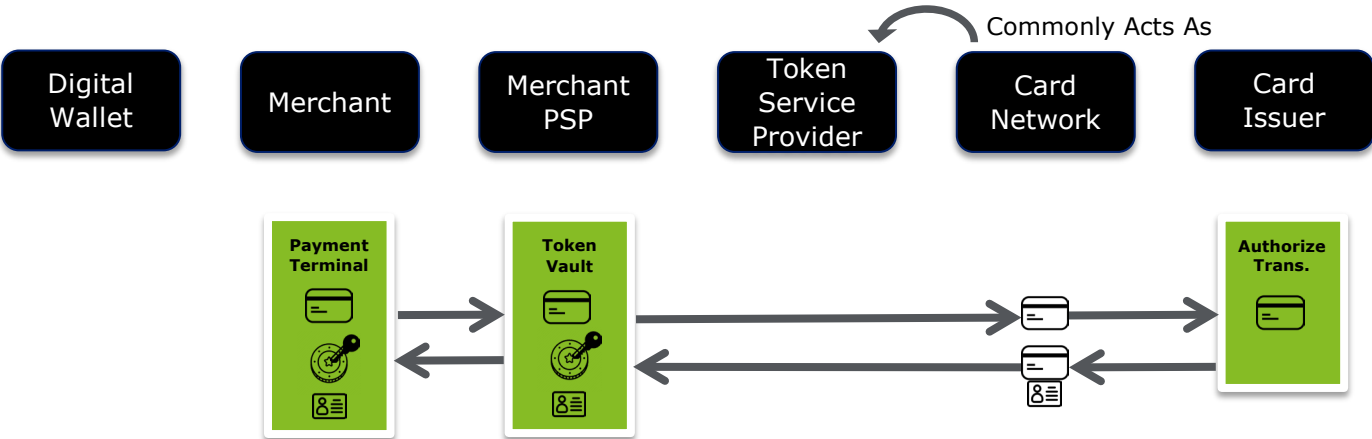 Commonly Acts As
Digital
Wallet
Merchant
Merchant
PSP
Token
Service
Provider
Card
Network
Card
Issuer
Payment
Terminal
Token
Vault
Authorize
Trans.